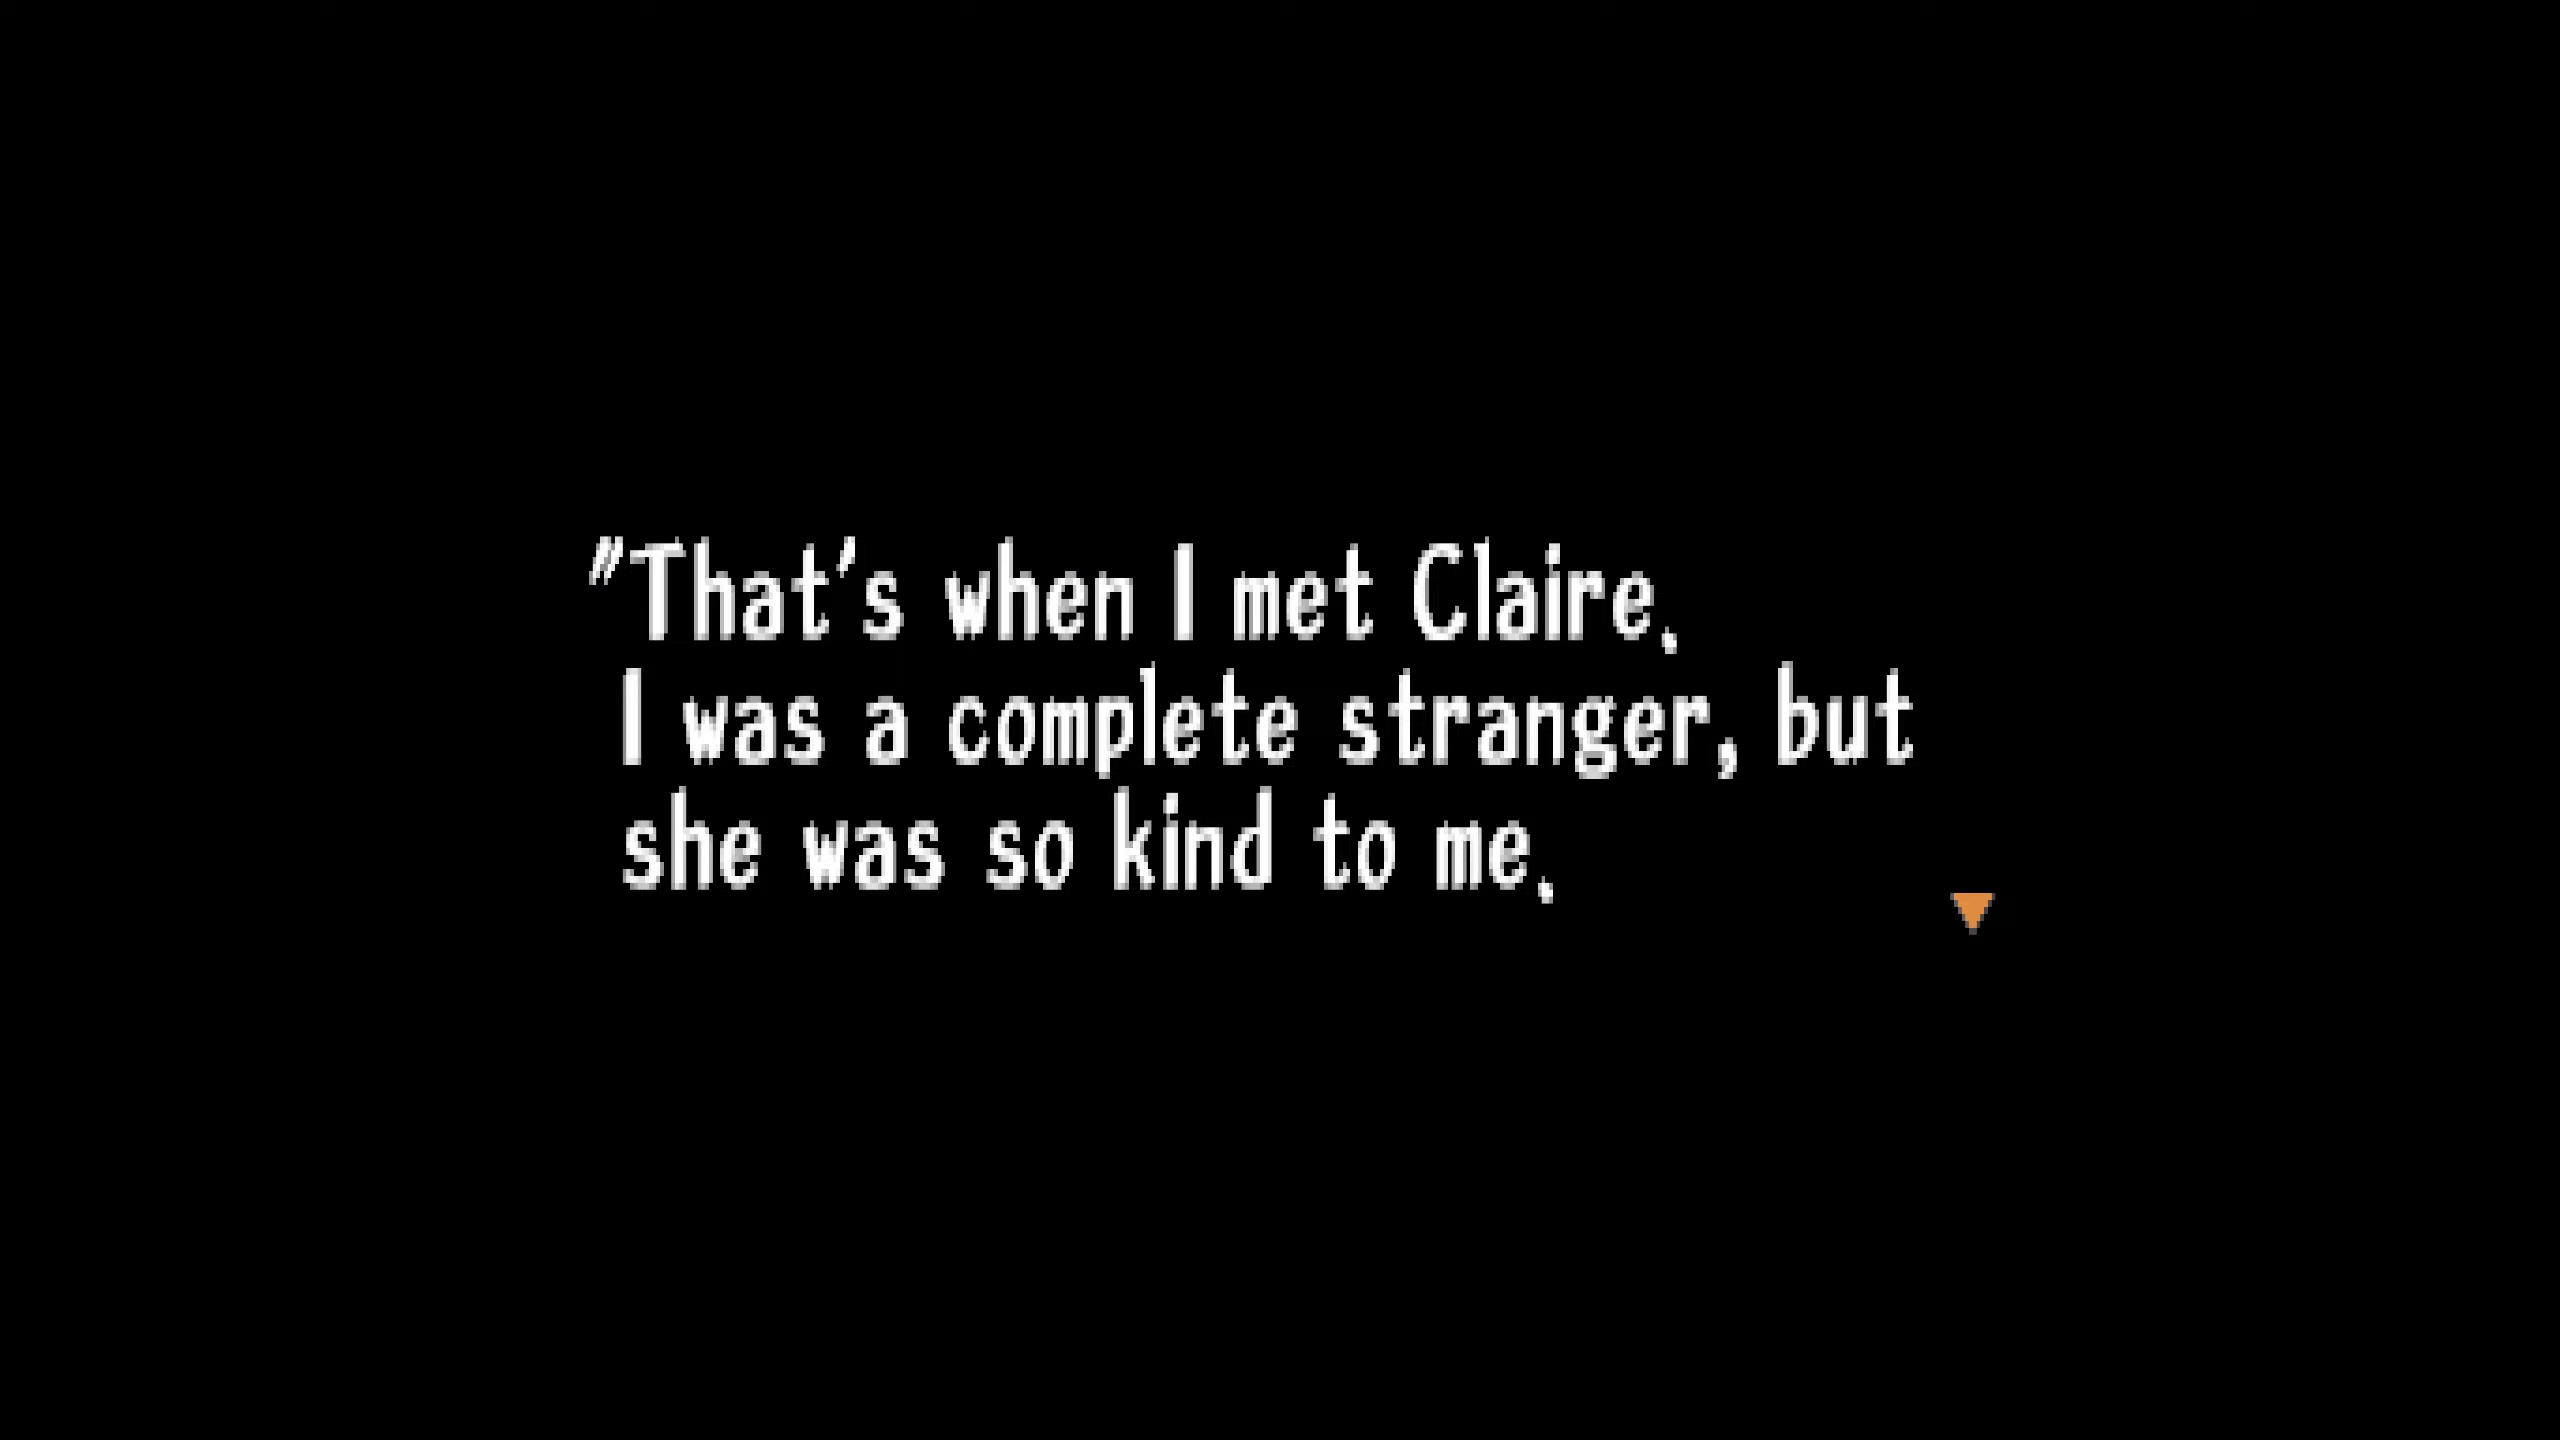 "That's when I met Claire.
I was a complete stranger, but
she was so kind to me.